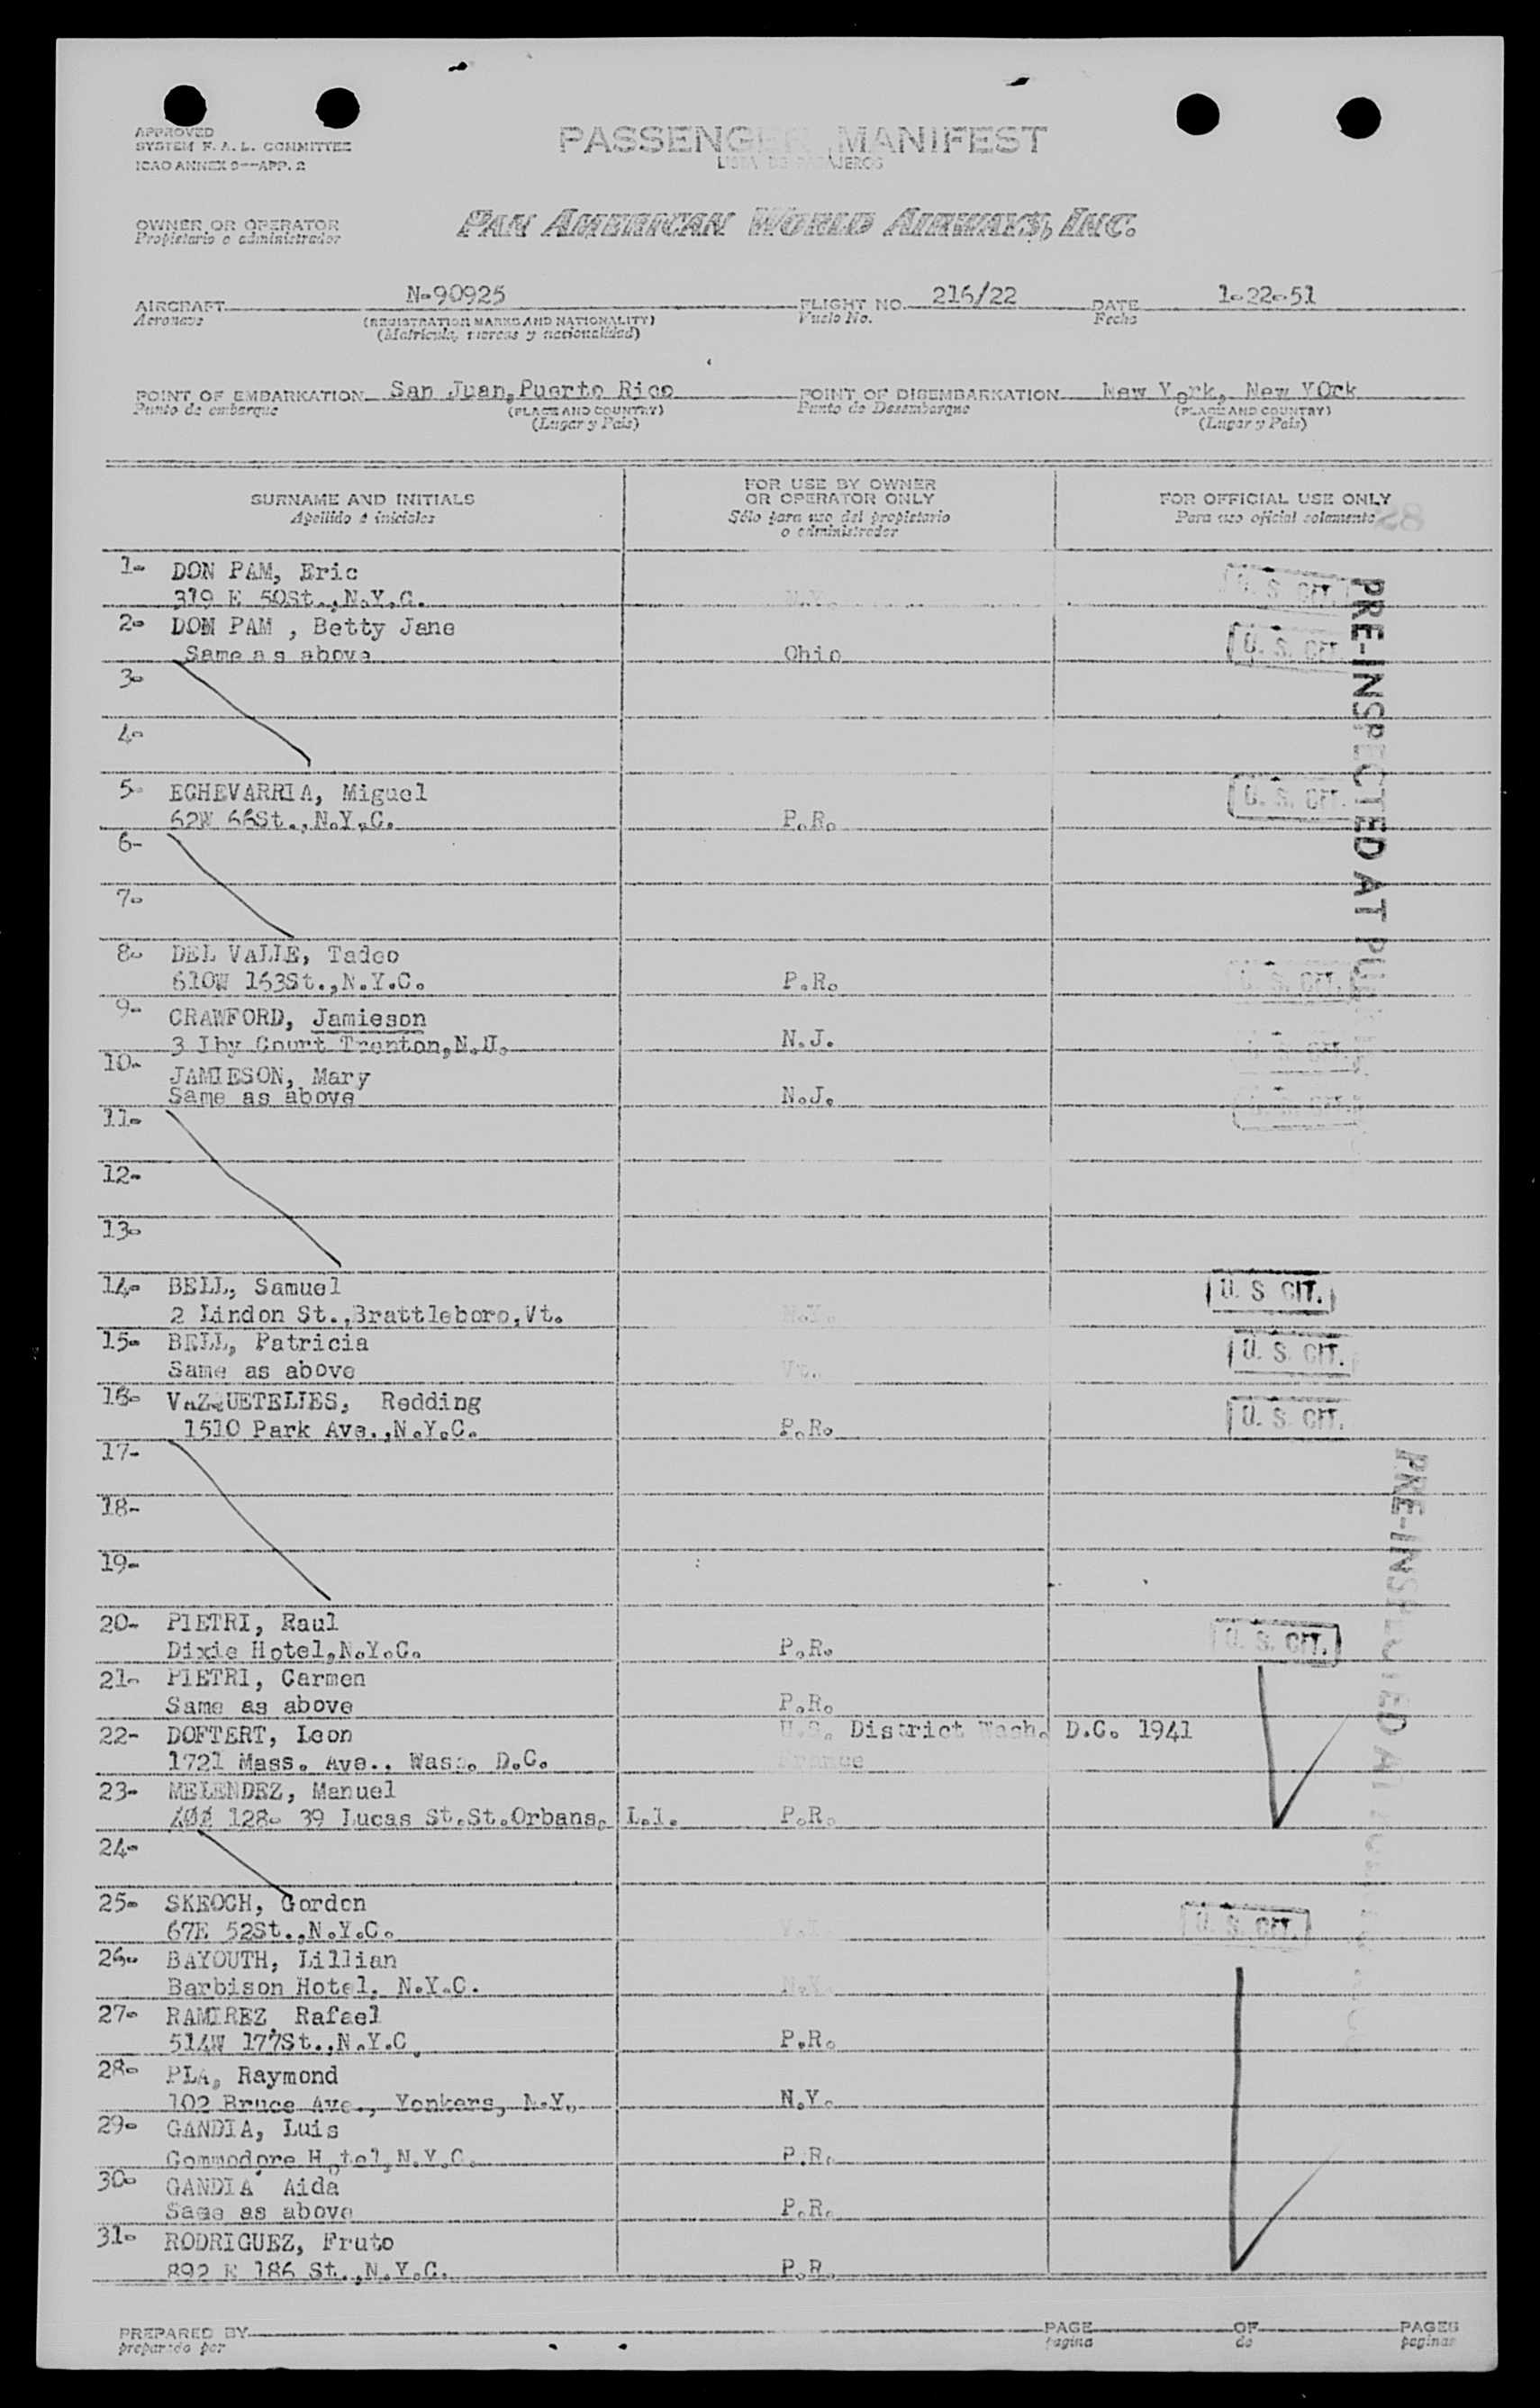 APPROVED
SYSTEM F. A. L. COMMITTEE
ICAO ANNEX 9—APP. 2
PASSENGER MANIFEST
LISTA DE PASAJEROS
OWNER OR OPERATOR
Propietario o administrador
PAN AMERICAN WORLD AIRWAYS, INC.
AIRCRAFT N-90925 FLIGHT NO. 216/22 DATE 1-22-51
Aeronave (REGISTRATION MARKS AND NATIONALITY) Vuelo No. Fecha
(Matricula, marcas y nacionalidad)
POINT OF EMBARKATION San Juan,Puerto Rico POINT OF DISEMBARKATION New York, New YOrk
Punto de embarque (PLACE AND COUNTRY) Punto de Desembarque (PLACE AND COUNTRY)
(Lugar y Pais) (Lugar y Pais)
SURNAME AND INITIALS FOR USE BY OWNER OR OPERATOR ONLY FOR OFFICIAL USE ONLY
Apellido é iniciales Sólo para uso del propietario o administrador Para uso oficial solamente
1- DON PAM, Eric U. S. CIT.
319 E 50St.,N.Y.C. N.Y.
2- DON PAM , Betty Jane U. S. CIT.
Same as above Ohio
3-
4-
5- ECHEVARRIA, Miguel U. S. CIT.
62W 66St.,N.Y.C. P.R.
6-
7-
8- DEL VALLE, Tadeo
610W 163St.,N.Y.C. P.R. U. S. CIT.
9- CRAWFORD, Jamieson
3 Iby Court Trenton,N.J. N.J. U. S. CIT.
10- JAMIESON, Mary
Same as above N.J. U. S. CIT.
11-
12-
13-
14- BELL, Samuel U. S. CIT.
2 Lindon St.,Brattleboro,Vt. N.Y.
15- BELL, Patricia U. S. CIT.
Same as above Vt.
16- Redding U. S. CIT.
1510 Park Ave.,N.Y.C. P.R.
17-
18-
19-
20- PIETRI, Raul U. S. CIT.
Dixie Hotel,N.Y.C. P.R.
21- PIETRI, Carmen
Same as above P.R.
22- DOFTERT, Leon U.S. District Wash. D.C. 1941
1721 Mass. Ave., Wash. D.C. France
23- MELENDEZ, Manuel
128- 39 Lucas St.St.Orbans, L.I. P.R.
24-
25- SKEOCH, Gordon U. S. CIT.
67E 52St.,N.Y.C.
26- BAYOUTH, Lillian
Barbison Hotel, N.Y.C. N.Y.
27- RAMIREZ, Rafael
514W 177St.,N.Y.C. P.R.
28- PLA, Raymond
102 Bruce Ave., Yonkers, N.Y. N.Y.
29- GANDIA, Luis
Commodore Hotel,N.Y.C. P.R.
30- GANDIA Aida
Same as above P.R.
31- RODRIGUEZ, Fruto
892 E 186 St.,N.Y.C. P.R.
PRE-INSPECTED AT
PRE-INSPECTED AT
PREPARED BY PAGE OF PAGES
preparado por pagina de paginas